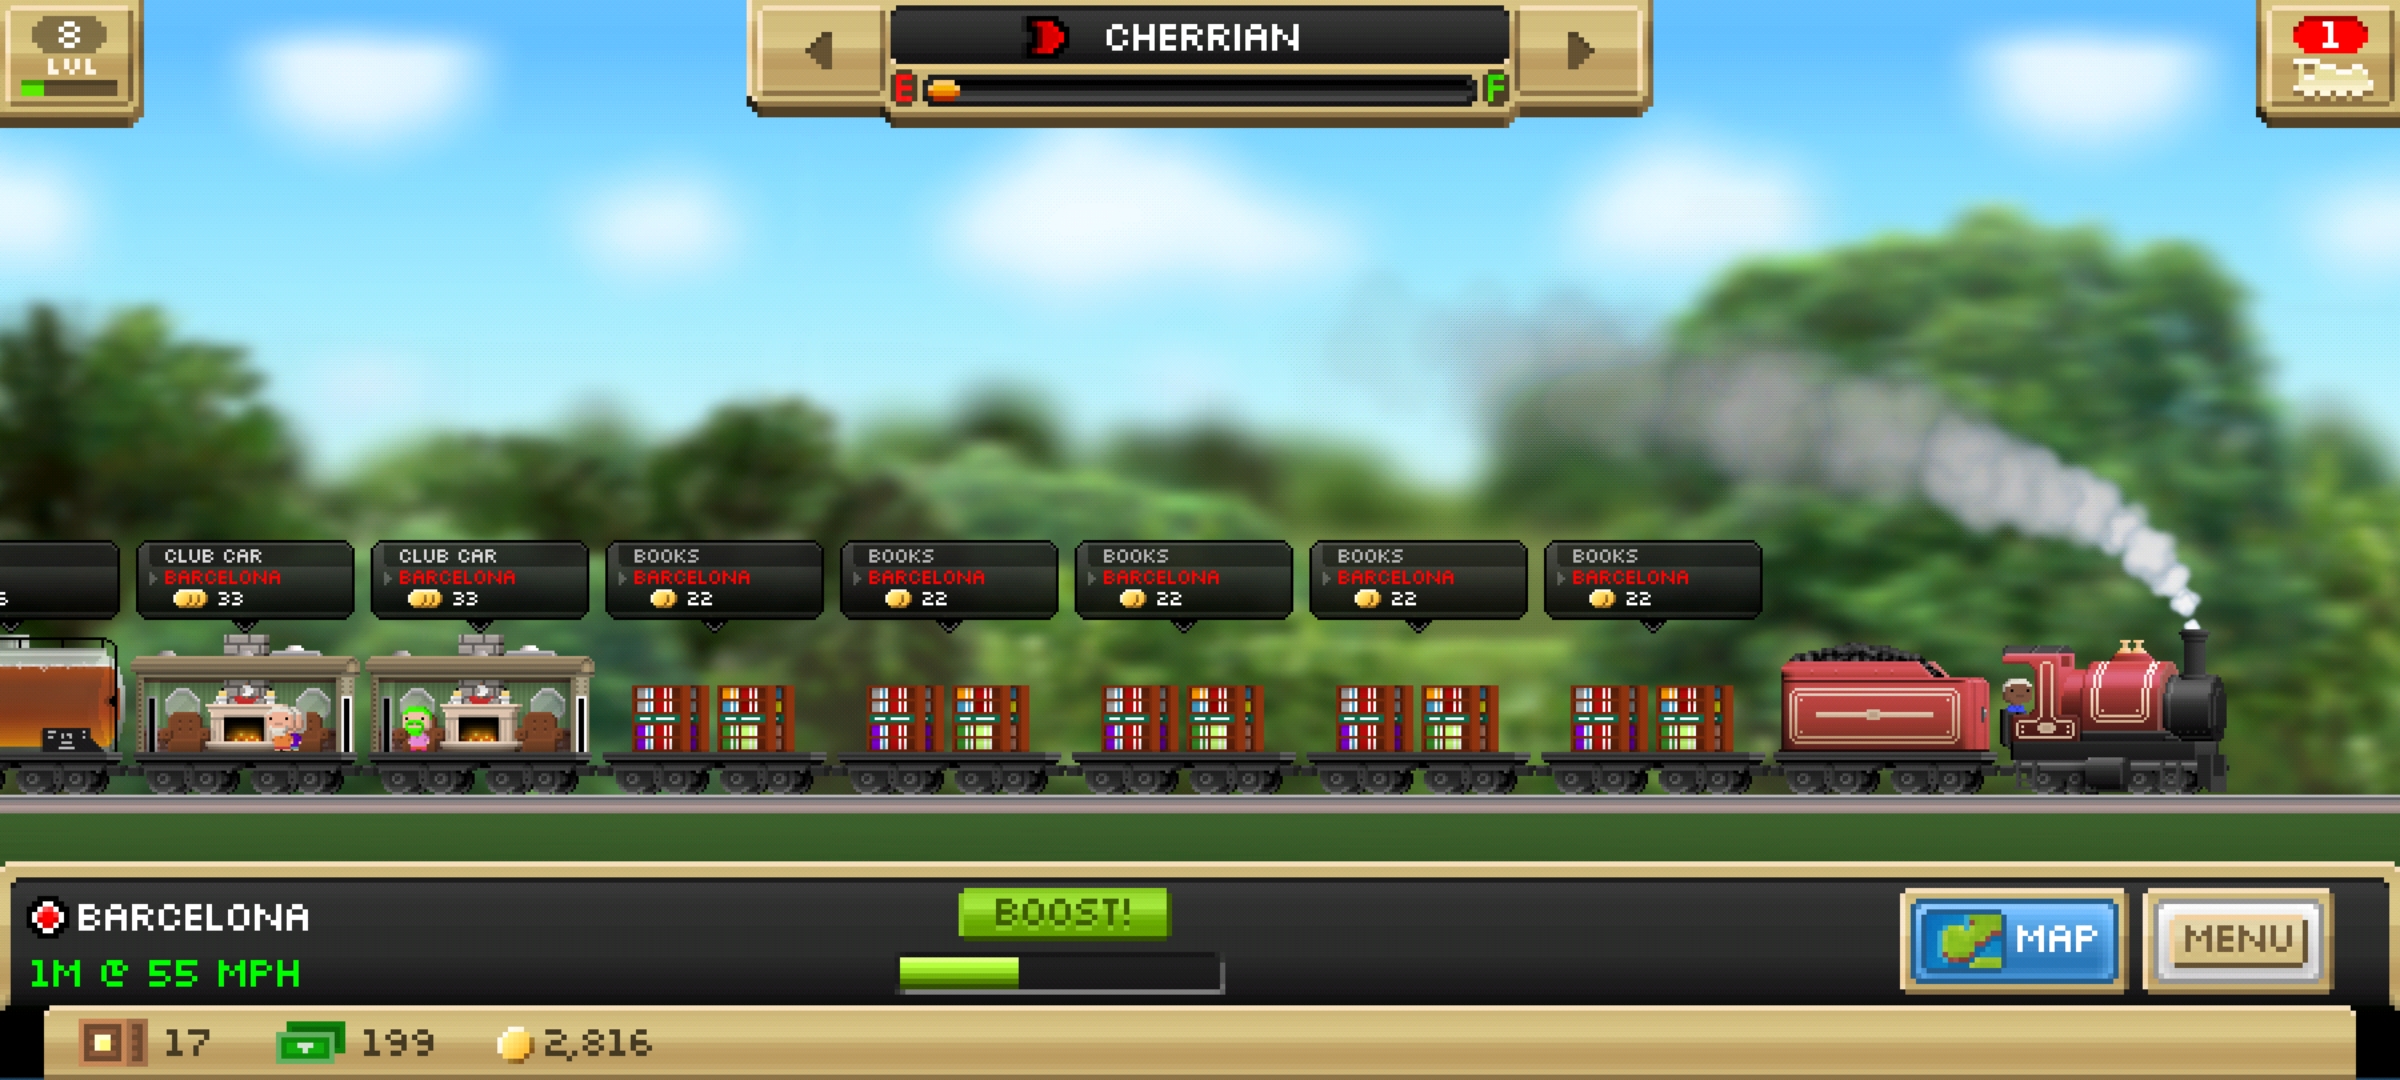 8
LVL
CHERRIAN
E F
1
CLUB CAR
BARCELONA
33
CLUB CAR
BARCELONA
33
BOOKS
BARCELONA
22
BOOKS
BARCELONA
22
BOOKS
BARCELONA
22
BOOKS
BARCELONA
22
BOOKS
BARCELONA
22
BARCELONA
1M @ 55 MPH
BOOST!
MAP
MENU
17
199
2,816